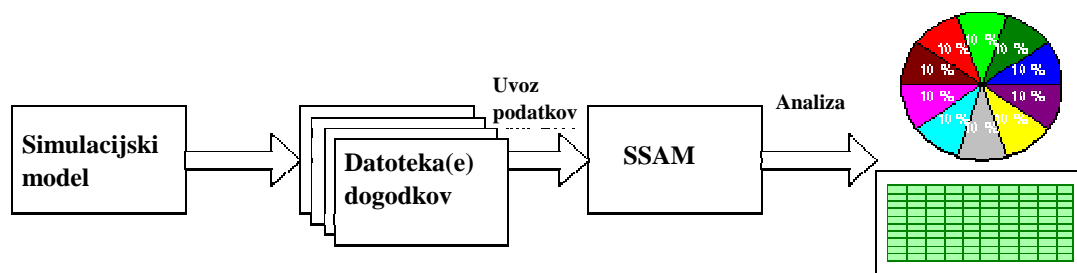 Simulacijski
model
Datoteka(e)
dogodkov
Uvoz
podatkov
SSAM
Analiza
10 %
10 %
10 %
10 %
10 %
10 %
10 %
10 %
10 %
10 %